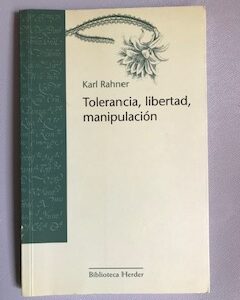 Karl Rahner
Tolerancia, libertad,
manipulación
Biblioteca Herder